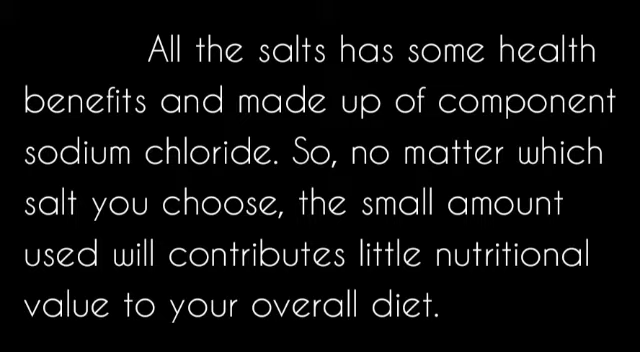 All the salts has some health
benefits and made up of component
sodium chloride. So, no matter which
salt you choose, the small amount
used will contributes little nutritional
value to your overall diet.